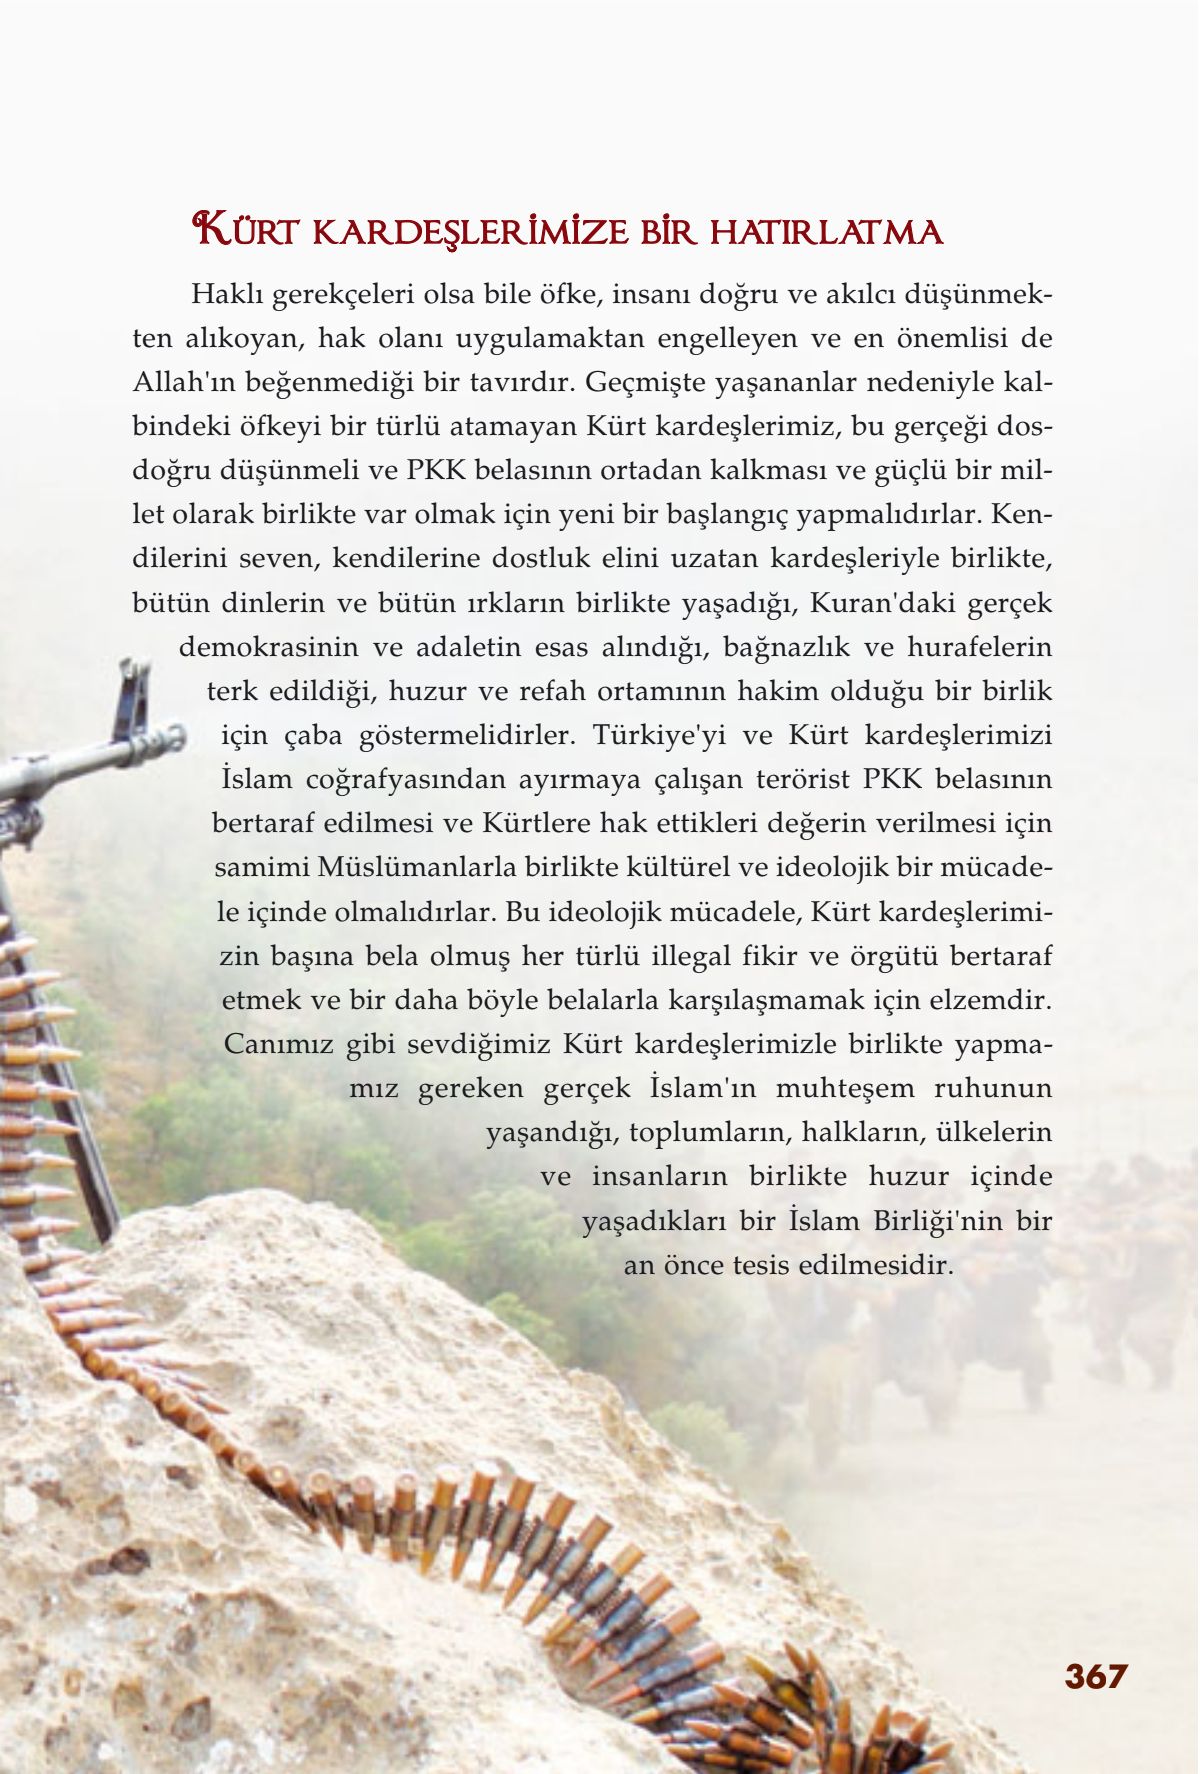 KÜRT KARDEŞLERİMİZE BİR HATIRLATMA
Haklı gerekçeleri olsa bile öfke, insanı doğru ve akılcı düşünmek-
ten alıkoyan, hak olanı uygulamaktan engelleyen ve en önemlisi de
Allah'ın beğenmediği bir tavırdır. Geçmişte yaşananlar nedeniyle kal-
bindeki öfkeyi bir türlü atamayan Kürt kardeşlerimiz, bu gerçeği dos-
doğru düşünmeli ve PKK belasının ortadan kalkması ve güçlü bir mil-
let olarak birlikte var olmak için yeni bir başlangıç yapmalıdırlar. Ken-
dilerini seven, kendilerine dostluk elini uzatan kardeşleriyle birlikte,
bütün dinlerin ve bütün ırkların birlikte yaşadığı, Kuran'daki gerçek
demokrasinin ve adaletin esas alındığı, bağnazlık ve hurafelerin
terk edildiği, huzur ve refah ortamının hakim olduğu bir birlik
için çaba göstermelidirler. Türkiye'yi ve Kürt kardeşlerimizi
İslam coğrafyasından ayırmaya çalışan terörist PKK belasının
bertaraf edilmesi ve Kürtlere hak ettikleri değerin verilmesi için
samimi Müslümanlarla birlikte kültürel ve ideolojik bir mücade-
le içinde olmalıdırlar. Bu ideolojik mücadele, Kürt kardeşlerimi-
zin başına bela olmuş her türlü illegal fikir ve örgütü bertaraf
etmek ve bir daha böyle belalarla karşılaşmamak için elzemdir.
Canımız gibi sevdiğimiz Kürt kardeşlerimizle birlikte yapma-
mız gereken gerçek İslam'ın muhteşem ruhunun
yaşandığı, toplumların, halkların, ülkelerin
ve insanların birlikte huzur içinde
yaşadıkları bir İslam Birliği'nin bir
an önce tesis edilmesidir.
367